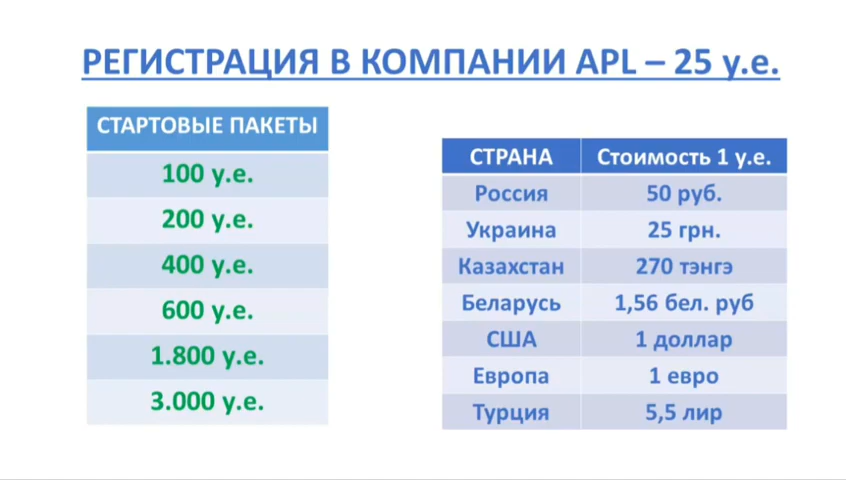 РЕГИСТРАЦИЯ В КОМПАНИИ APL – 25 у.е.
СТАРТОВЫЕ ПАКЕТЫ
100 у.е.
200 у.е.
400 у.е.
600 у.е.
1.800 у.е.
3.000 у.е.
СТРАНА Стоимость 1 у.е.
Россия 50 руб.
Украина 25 грн.
Казахстан 270 тэнгэ
Беларусь 1,56 бел. руб
США 1 доллар
Европа 1 евро
Турция 5,5 лир